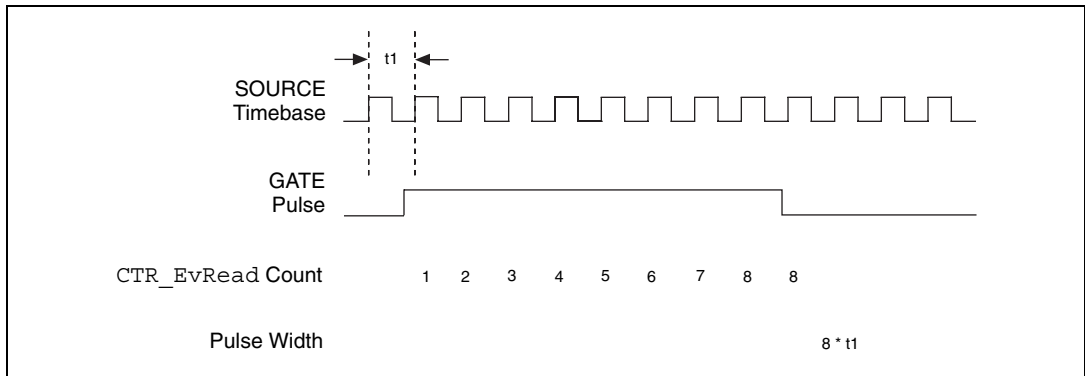 t1
SOURCE
Timebase
GATE
Pulse
CTR_EvRead Count 1 2 3 4 5 6 7 8 8
Pulse Width 8 * t1